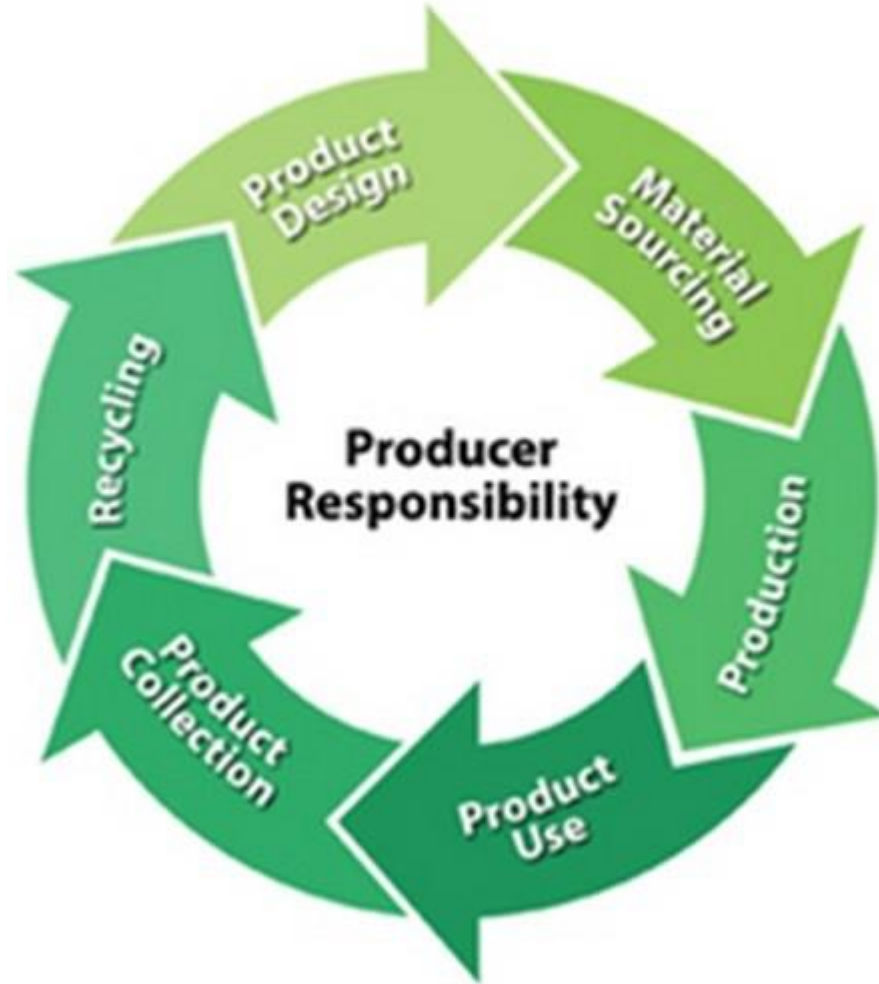 Product
Design
Material
Sourcing
Production
Product
Use
Product
Collection
Recycling
Producer
Responsibility